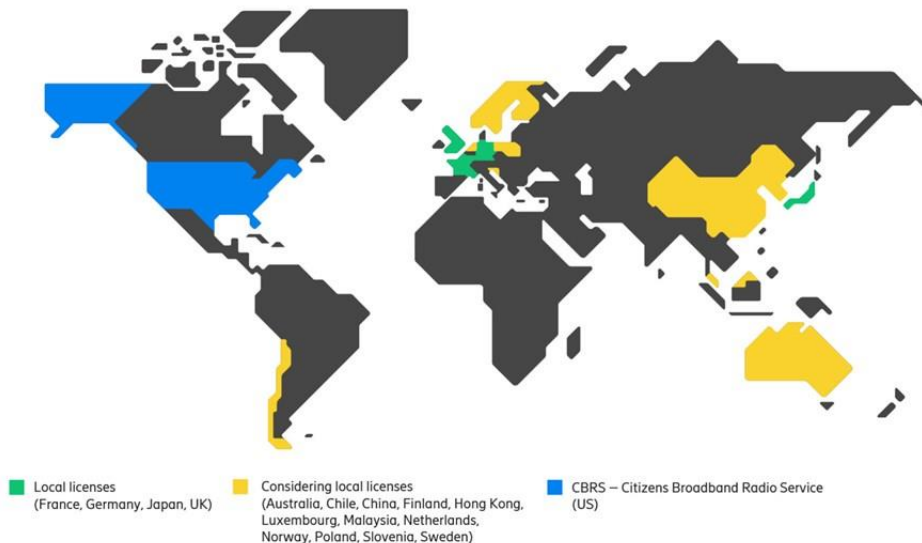 Local licenses
(France, Germany, Japan, UK)
Considering local licenses
(Australia, Chile, China, Finland, Hong Kong,
Luxembourg, Malaysia, Netherlands,
Norway, Poland, Slovenia, Sweden)
CBRS – Citizens Broadband Radio Service
(US)